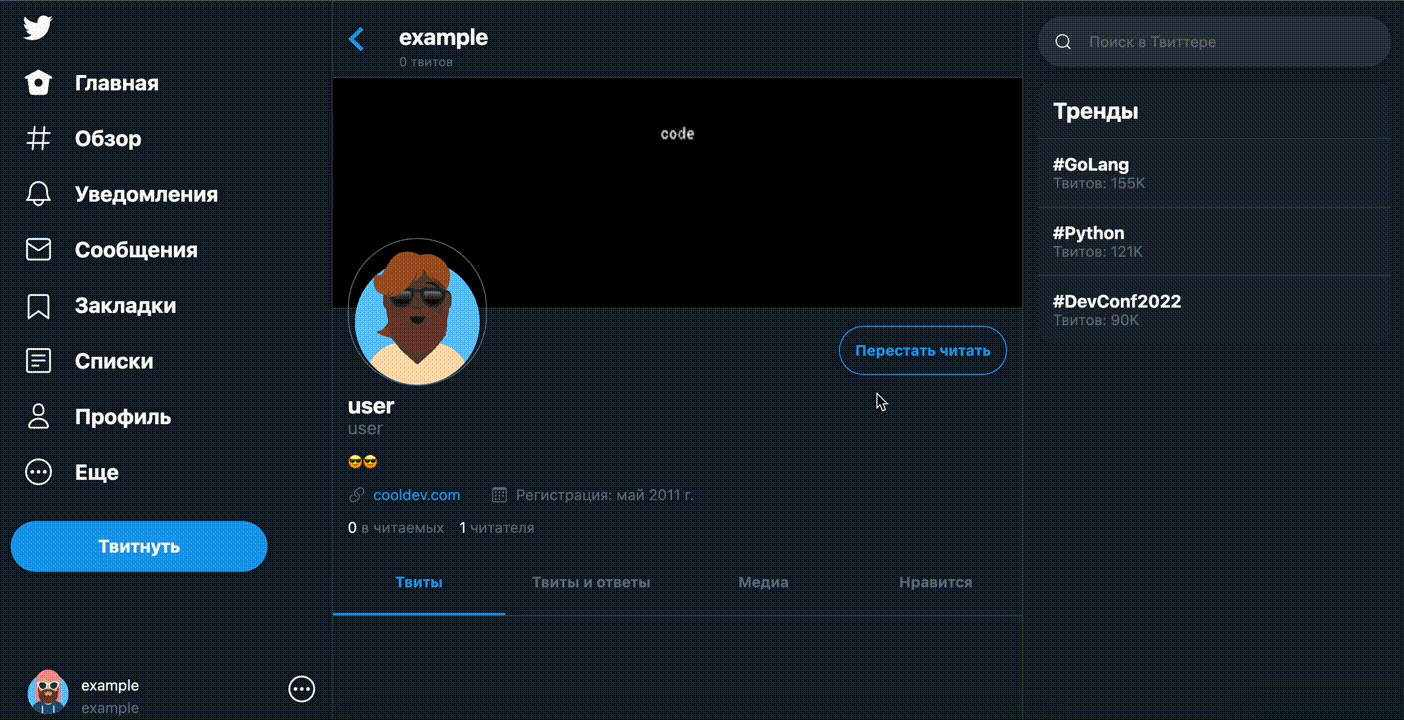 Главная
Обзор
Уведомления
Сообщения
Закладки
Списки
Профиль
Еще
Твитнуть
example
example
example
0 твитов
code
Перестать читать
user
user
😎😎
cooldev.com Регистрация: май 2011 г.
0 в читаемых 1 читателя
Твиты Твиты и ответы Медиа Нравится
Поиск в Твиттере
Тренды
#GoLang
Твитов: 155K
#Python
Твитов: 121K
#DevConf2022
Твитов: 90K